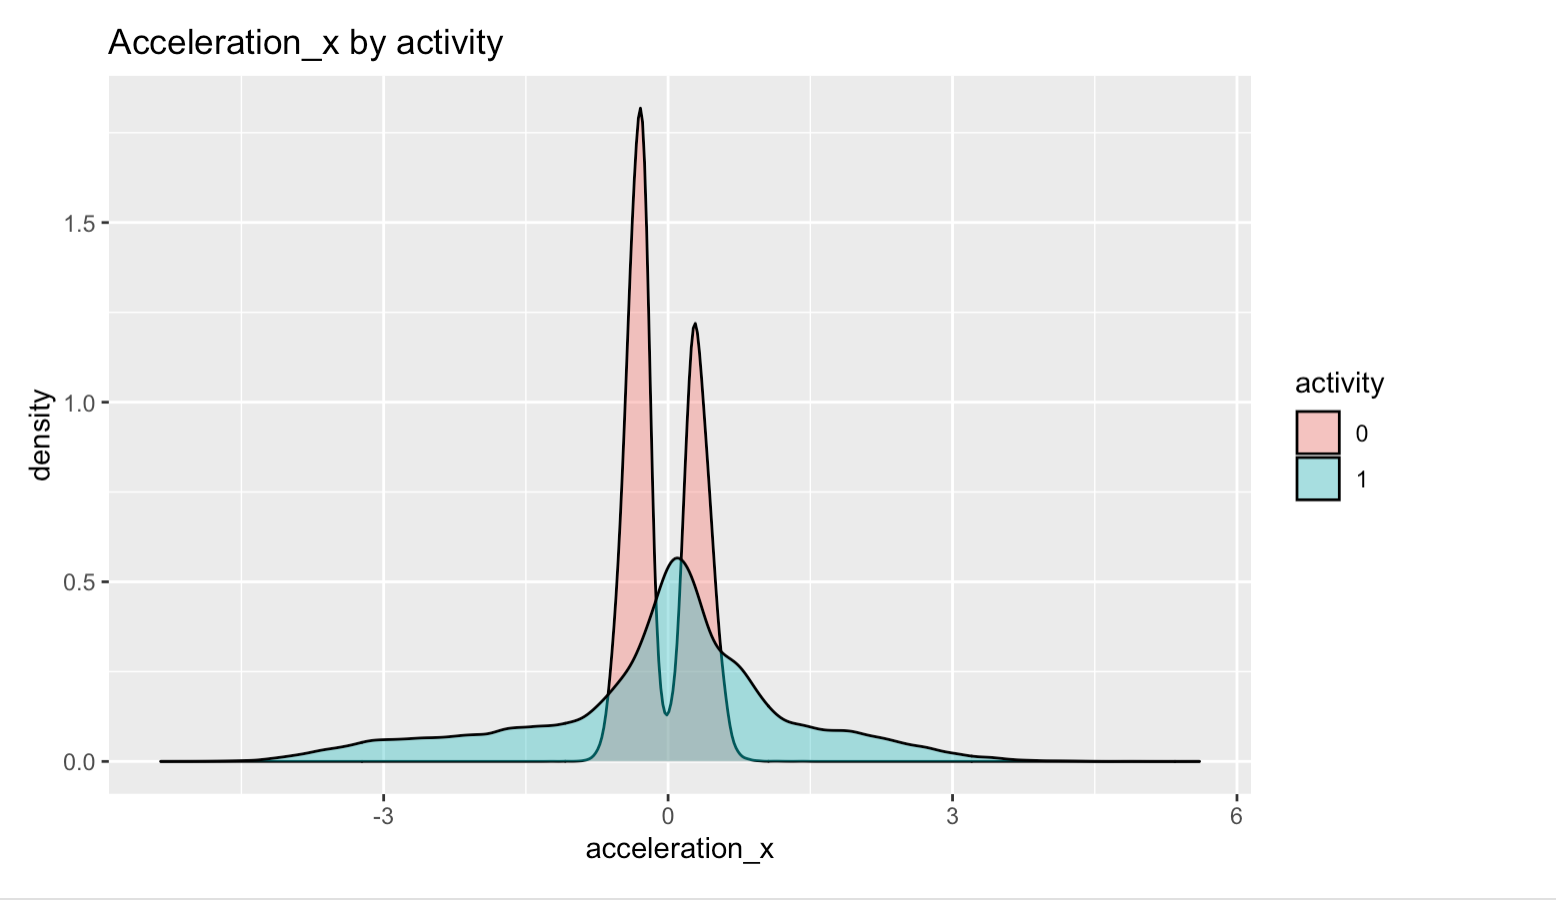 Acceleration_x by activity
density
1.5
1.0
0.5
0.0
-3 0 3 6
acceleration_x
activity
0
1